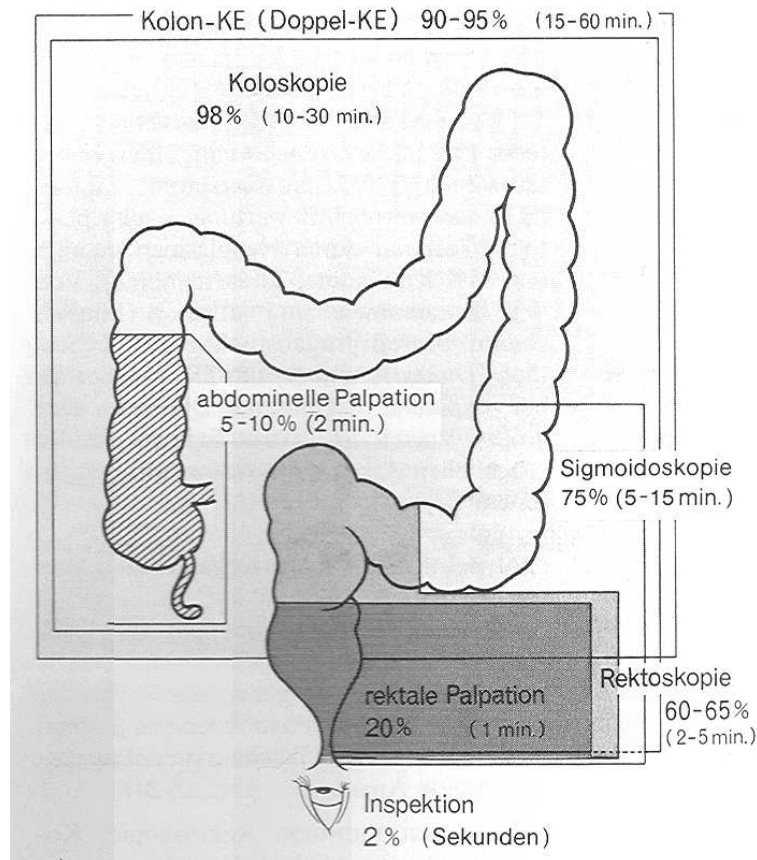 Kolon-KE (Doppel-KE) 90-95% (15-60 min.)
Koloskopie
98% (10-30 min.)
abdominelle Palpation
5-10% (2 min.)
Sigmoidoskopie
75% (5-15 min.)
Rektoskopie
60-65%
(2-5 min.)
rektale Palpation
20% (1 min.)
Inspektion
2% (Sekunden)